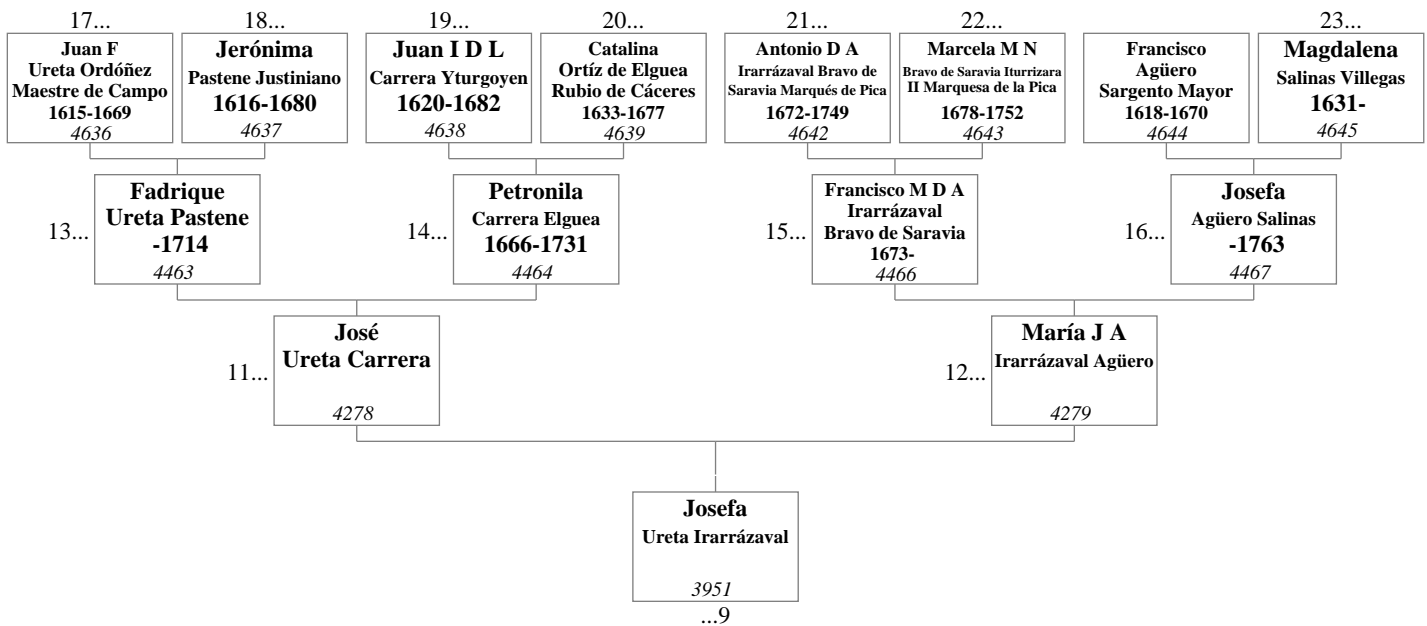 17...
18...
19...
20...
21...
22...
23...
Juan F
Ureta Ordóñez
Maestre de Campo
1615-1669
4636
Jerónima
Pastene Justiniano
1616-1680
4637
Juan I D L
Carrera Yturgoyen
1620-1682
4638
Catalina
Ortíz de Elguea
Rubio de Cáceres
1633-1677
4639
Antonio D A
Irarrázaval Bravo de
Saravia Marqués de Pica
1672-1749
4642
Marcela M N
Bravo de Saravia Iturrizara
II Marquesa de la Pica
1678-1752
4643
Francisco
Agüero
Sargento Mayor
1618-1670
4644
Magdalena
Salinas Villegas
1631-
4645
13...
Fadrique
Ureta Pastene
-1714
4463
14...
Petronila
Carrera Elguea
1666-1731
4464
15...
Francisco M D A
Irarrázaval
Bravo de Saravia
1673-
4466
16...
Josefa
Agüero Salinas
-1763
4467
11...
José
Ureta Carrera
4278
12...
María J A
Irarrázaval Agüero
4279
Josefa
Ureta Irarrázaval
3951
...9